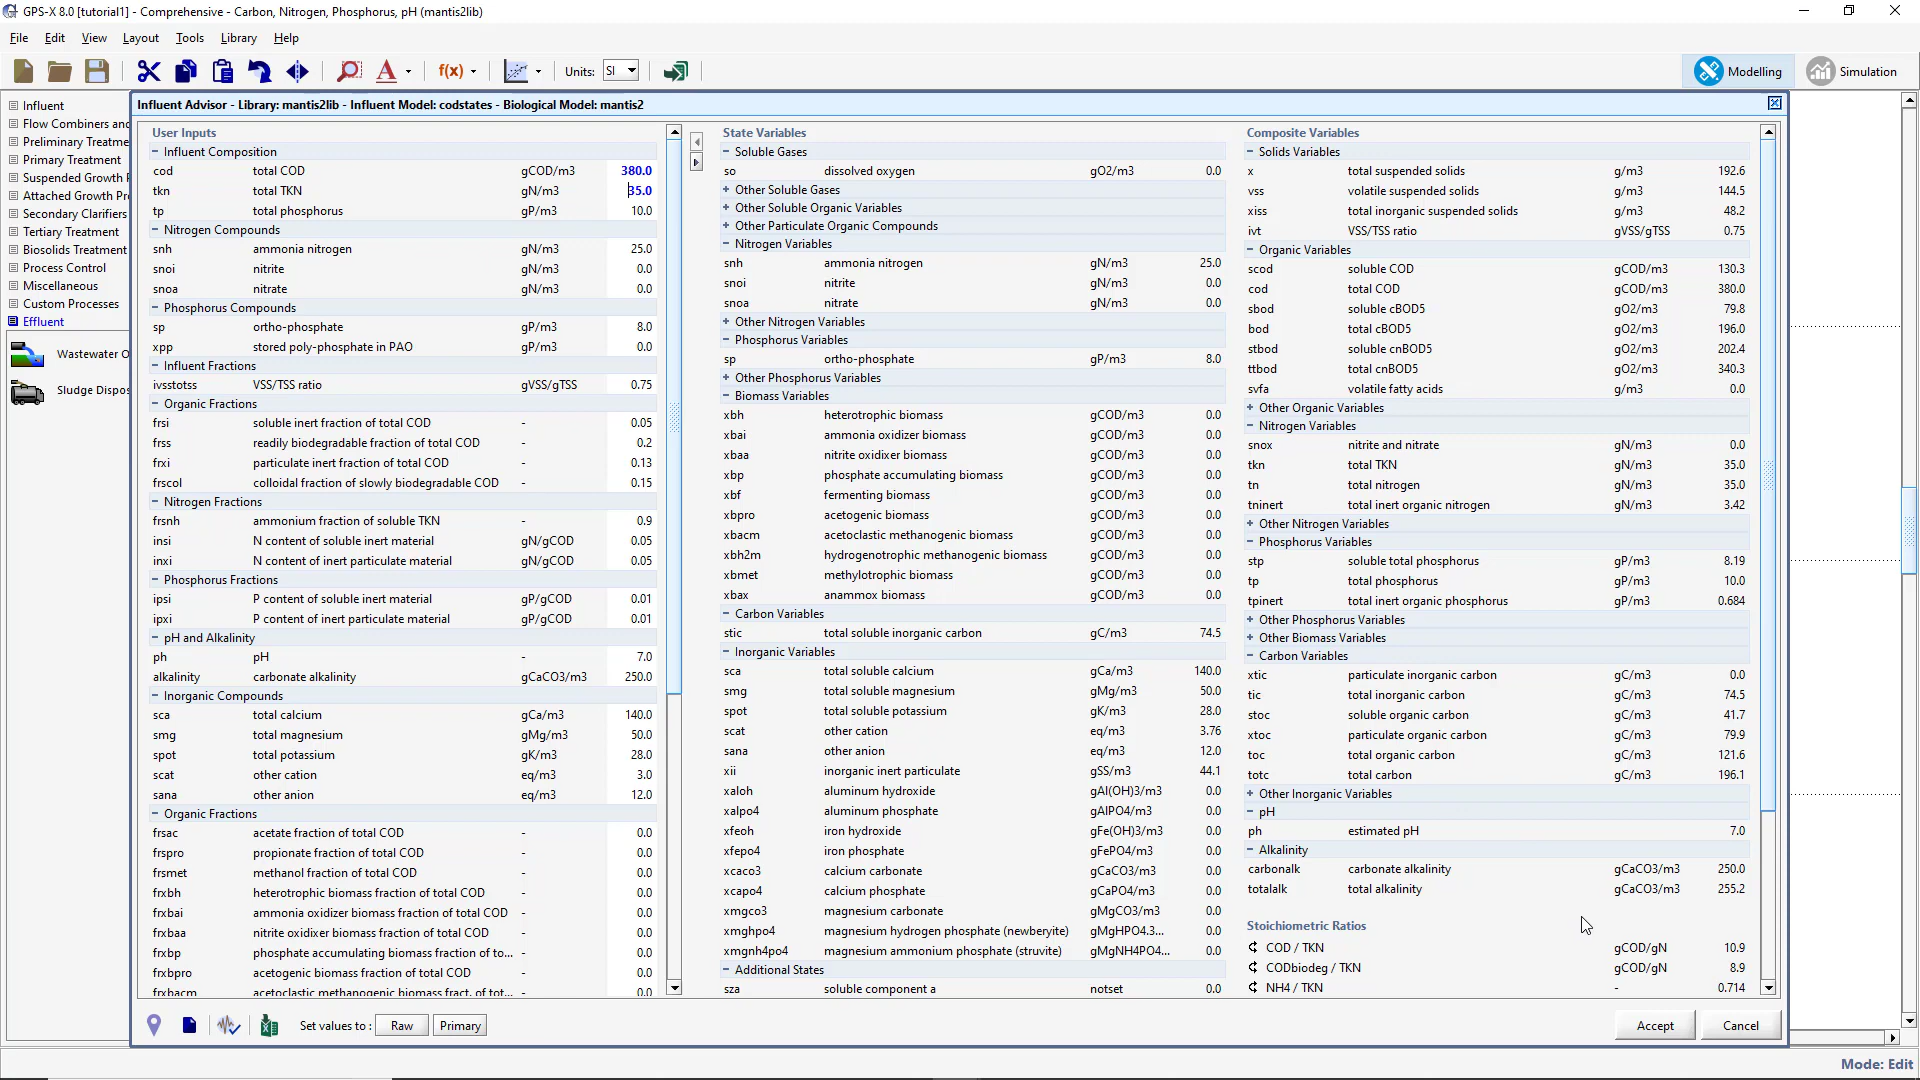 GPS-X 8.0 [tutorial1] - Comprehensive - Carbon, Nitrogen, Phosphorus, pH (mantis2lib)
File Edit View Layout Tools Library Help
f(x) Units: SI Modelling Simulation
Influent
Flow Combiners and
Preliminary Treatme
Primary Treatment
Suspended Growth
Attached Growth Pr
Secondary Clarifiers
Tertiary Treatment
Biosolids Treatment
Process Control
Miscellaneous
Custom Processes
Effluent
Wastewater O
Sludge Dispos
Influent Advisor - Library: mantis2lib - Influent Model: codstates - Biological Model: mantis2
User Inputs
Influent Composition
cod total COD gCOD/m3 380.0
tkn total TKN gN/m3 35.0
tp total phosphorus gP/m3 10.0
Nitrogen Compounds
snh ammonia nitrogen gN/m3 25.0
snoi nitrite gN/m3 0.0
snoa nitrate gN/m3 0.0
Phosphorus Compounds
sp ortho-phosphate gP/m3 8.0
xpp stored poly-phosphate in PAO gP/m3 0.0
Influent Fractions
ivsstotss VSS/TSS ratio gVSS/gTSS 0.75
Organic Fractions
frsi soluble inert fraction of total COD - 0.05
frss readily biodegradable fraction of total COD - 0.2
frxi particulate inert fraction of total COD - 0.13
frscol colloidal fraction of slowly biodegradable COD - 0.15
Nitrogen Fractions
frsnh ammonium fraction of soluble TKN - 0.9
insi N content of soluble inert material gN/gCOD 0.05
inxi N content of inert particulate material gN/gCOD 0.05
Phosphorus Fractions
ipsi P content of soluble inert material gP/gCOD 0.01
ipxi P content of inert particulate material gP/gCOD 0.01
pH and Alkalinity
ph pH - 7.0
alkalinity carbonate alkalinity gCaCO3/m3 250.0
Inorganic Compounds
sca total calcium gCa/m3 140.0
smg total magnesium gMg/m3 50.0
spot total potassium gK/m3 28.0
scat other cation eq/m3 3.0
sana other anion eq/m3 12.0
Organic Fractions
frsac acetate fraction of total COD - 0.0
frspro propionate fraction of total COD - 0.0
frsmet methanol fraction of total COD - 0.0
frxbh heterotrophic biomass fraction of total COD - 0.0
frxbai ammonia oxidizer biomass fraction of total COD - 0.0
frxbaa nitrite oxidizer biomass fraction of total COD - 0.0
frxbp phosphate accumulating biomass fraction of to... - 0.0
frxbpro acetogenic biomass fraction of total COD - 0.0
frxbacm acetoclastic methanogenic biomass fract. of tot... - 0.0
State Variables
Soluble Gases
so dissolved oxygen gO2/m3 0.0
Other Soluble Gases
Other Soluble Organic Variables
Other Particulate Organic Compounds
Nitrogen Variables
snh ammonia nitrogen gN/m3 25.0
snoi nitrite gN/m3 0.0
snoa nitrate gN/m3 0.0
Other Nitrogen Variables
Phosphorus Variables
sp ortho-phosphate gP/m3 8.0
Other Phosphorus Variables
Biomass Variables
xbh heterotrophic biomass gCOD/m3 0.0
xbai ammonia oxidizer biomass gCOD/m3 0.0
xbaa nitrite oxidizer biomass gCOD/m3 0.0
xbp phosphate accumulating biomass gCOD/m3 0.0
xbf fermenting biomass gCOD/m3 0.0
xbpro acetogenic biomass gCOD/m3 0.0
xbacm acetoclastic methanogenic biomass gCOD/m3 0.0
xbh2m hydrogenotrophic methanogenic biomass gCOD/m3 0.0
xbmet methylotrophic biomass gCOD/m3 0.0
xbax anammox biomass gCOD/m3 0.0
Carbon Variables
stic total soluble inorganic carbon gC/m3 74.5
Inorganic Variables
sca total soluble calcium gCa/m3 140.0
smg total soluble magnesium gMg/m3 50.0
spot total soluble potassium gK/m3 28.0
scat other cation eq/m3 3.76
sana other anion eq/m3 12.0
xii inorganic inert particulate gSS/m3 44.1
xaloh aluminum hydroxide gAl(OH)3/m3 0.0
xalpo4 aluminum phosphate gAlPO4/m3 0.0
xfeoh iron hydroxide gFe(OH)3/m3 0.0
xfepo4 iron phosphate gFePO4/m3 0.0
xcaco3 calcium carbonate gCaCO3/m3 0.0
xcapo4 calcium phosphate gCaPO4/m3 0.0
xmgco3 magnesium carbonate gMgCO3/m3 0.0
xmghpo4 magnesium hydrogen phosphate (newberyite) gMgHPO4.3... 0.0
xmgnh4po4 magnesium ammonium phosphate (struvite) gMgNH4PO4... 0.0
Additional States
sza soluble component a notset 0.0
Composite Variables
Solids Variables
x total suspended solids g/m3 192.6
vss volatile suspended solids g/m3 144.5
xiss total inorganic suspended solids g/m3 48.2
ivt VSS/TSS ratio gVSS/gTSS 0.75
Organic Variables
scod soluble COD gCOD/m3 130.3
cod total COD gCOD/m3 380.0
sbod soluble cBOD5 gO2/m3 79.8
bod total cBOD5 gO2/m3 196.0
stbod soluble cnBOD5 gO2/m3 202.4
ttbod total cnBOD5 gO2/m3 340.3
svfa volatile fatty acids g/m3 0.0
Other Organic Variables
Nitrogen Variables
snox nitrite and nitrate gN/m3 0.0
tkn total TKN gN/m3 35.0
tn total nitrogen gN/m3 35.0
tninert total inert organic nitrogen gN/m3 3.42
Other Nitrogen Variables
Phosphorus Variables
stp soluble total phosphorus gP/m3 8.19
tp total phosphorus gP/m3 10.0
tpinert total inert organic phosphorus gP/m3 0.684
Other Phosphorus Variables
Other Biomass Variables
Carbon Variables
xtic particulate inorganic carbon gC/m3 0.0
tic total inorganic carbon gC/m3 74.5
stoc soluble organic carbon gC/m3 41.7
xtoc particulate organic carbon gC/m3 79.9
toc total organic carbon gC/m3 121.6
totc total carbon gC/m3 196.1
Other Inorganic Variables
pH
ph estimated pH 7.0
Alkalinity
carbonalk carbonate alkalinity gCaCO3/m3 250.0
totalalk total alkalinity gCaCO3/m3 255.2
Stoichiometric Ratios
COD / TKN gCOD/gN 10.9
CODbiodeg / TKN gCOD/gN 8.9
NH4 / TKN - 0.714
Set values to : Raw Primary Accept Cancel
Mode: Edit